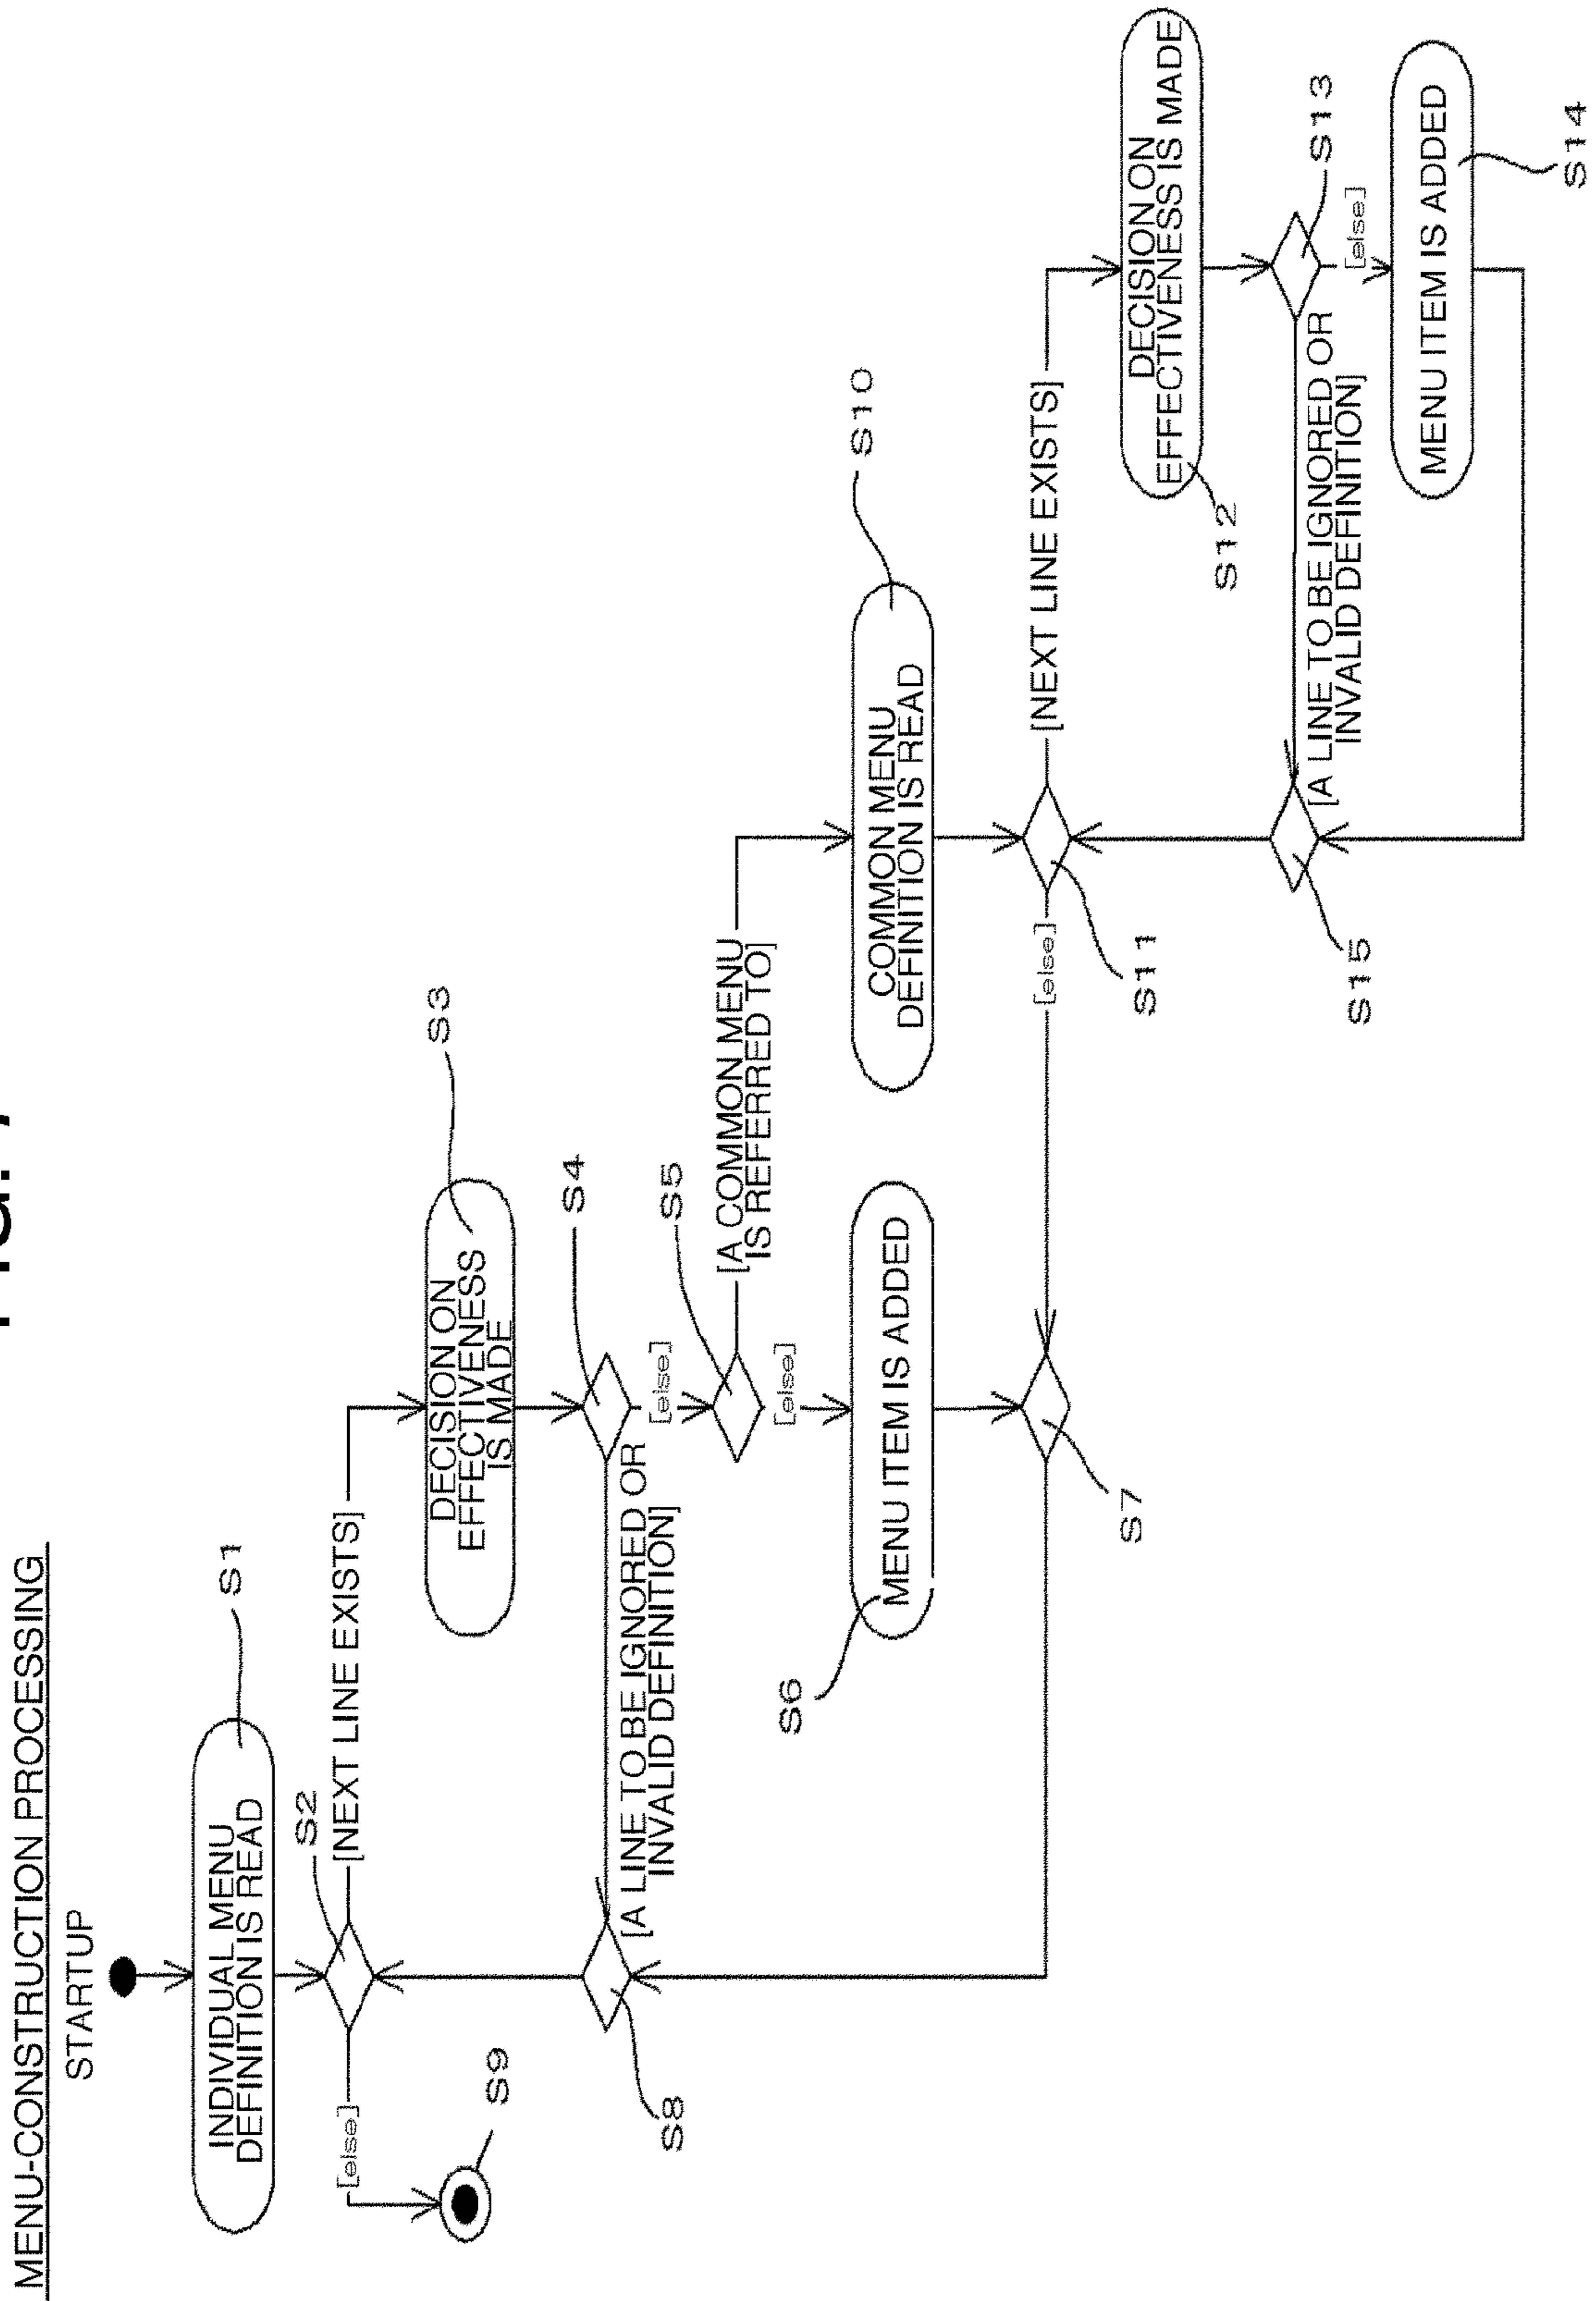 MENU-CONSTRUCTION PROCESSING
STARTUP
INDIVIDUAL MENU
DEFINITION IS READ
S1
S2
[NEXT LINE EXISTS]
[else]
S9
DECISION ON
EFFECTIVENESS
IS MADE
S3
S4
[A LINE TO BE IGNORED OR
INVALID DEFINITION]
S8
[else]
S5
[A COMMON MENU
IS REFERRED TO]
[else]
S6
MENU ITEM IS ADDED
S7
COMMON MENU
DEFINITION IS READ
S10
[else]
S11
[NEXT LINE EXISTS]
DECISION ON
EFFECTIVENESS IS MADE
S12
S13
[A LINE TO BE IGNORED OR
INVALID DEFINITION]
S15
[else]
MENU ITEM IS ADDED
S14